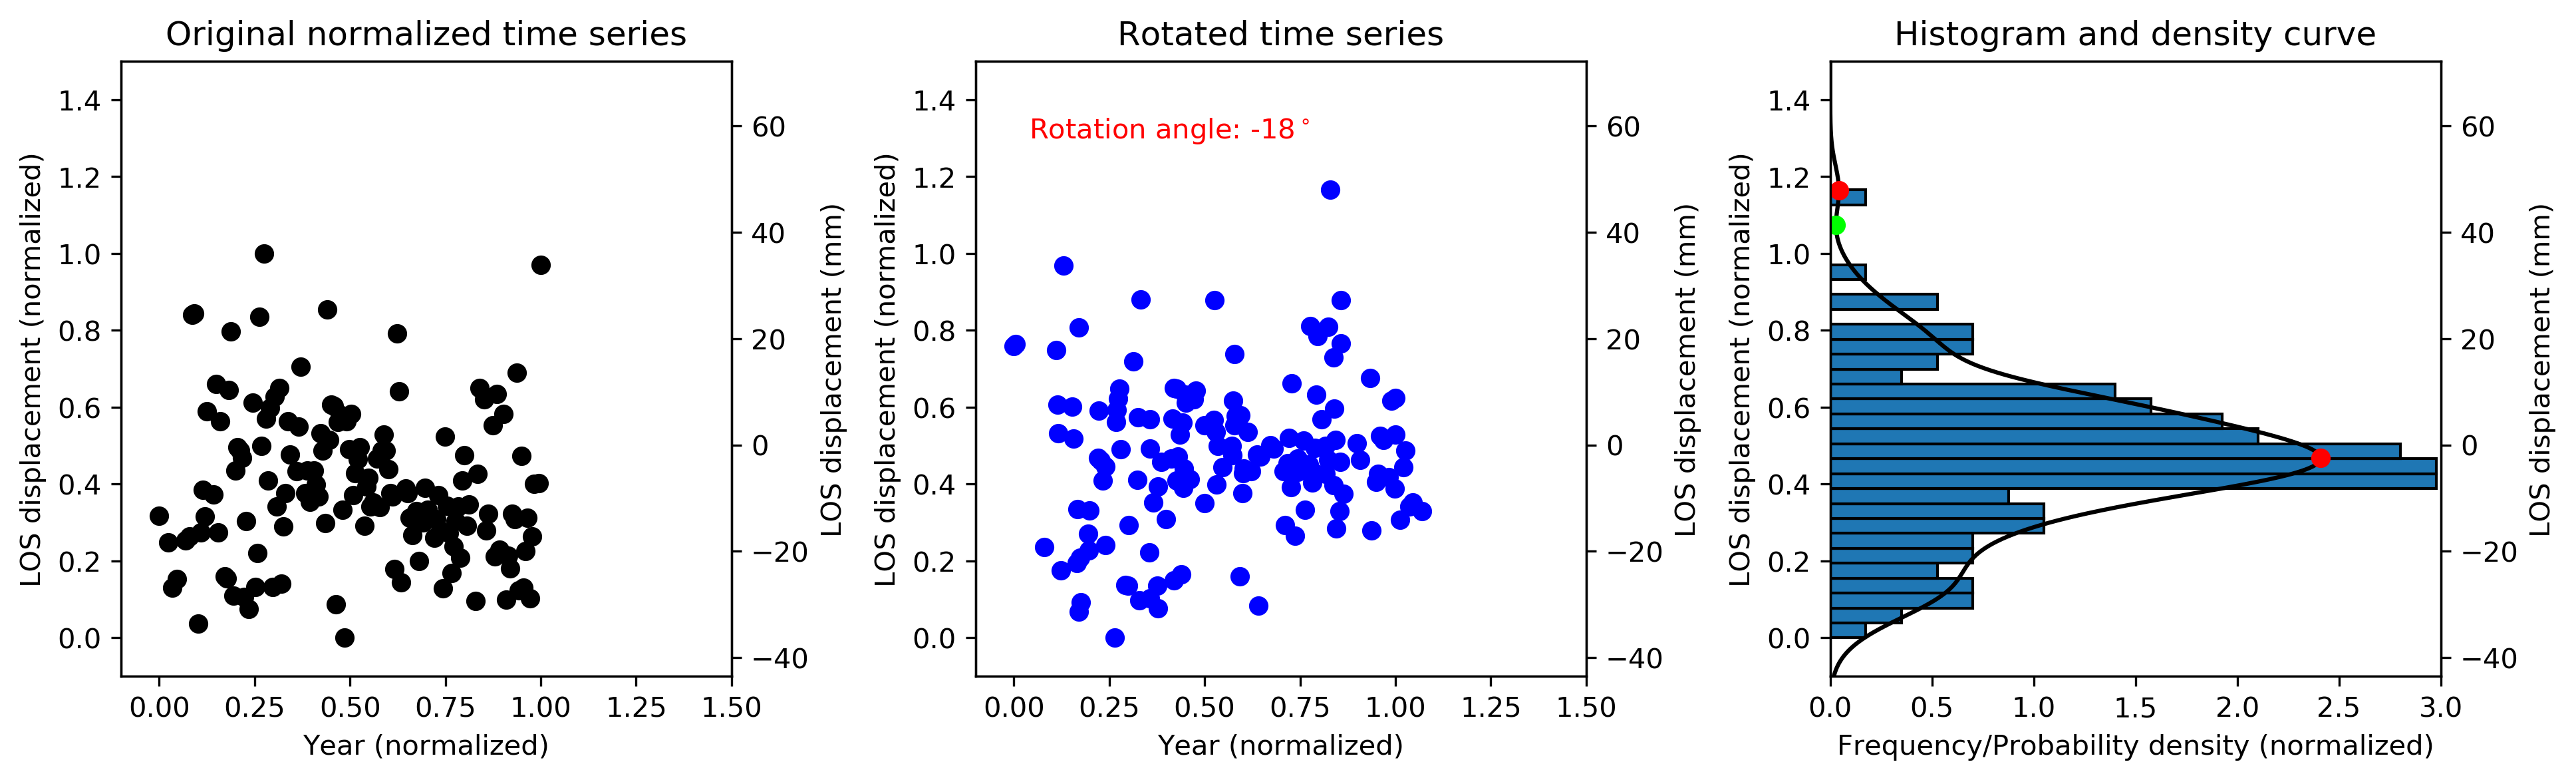 Original normalized time series
LOS displacement (normalized)
1.4
1.2
1.0
0.8
0.6
0.4
0.2
0.0
60
40
20
0
−20
−40
LOS displacement (mm)
0.00 0.25 0.50 0.75 1.00 1.25 1.50
Year (normalized)
Rotated time series
Rotation angle: -18°
LOS displacement (normalized)
1.4
1.2
1.0
0.8
0.6
0.4
0.2
0.0
60
40
20
0
−20
−40
LOS displacement (mm)
0.00 0.25 0.50 0.75 1.00 1.25 1.50
Year (normalized)
Histogram and density curve
LOS displacement (normalized)
1.4
1.2
1.0
0.8
0.6
0.4
0.2
0.0
60
40
20
0
−20
−40
LOS displacement (mm)
0.0 0.5 1.0 1.5 2.0 2.5 3.0
Frequency/Probability density (normalized)